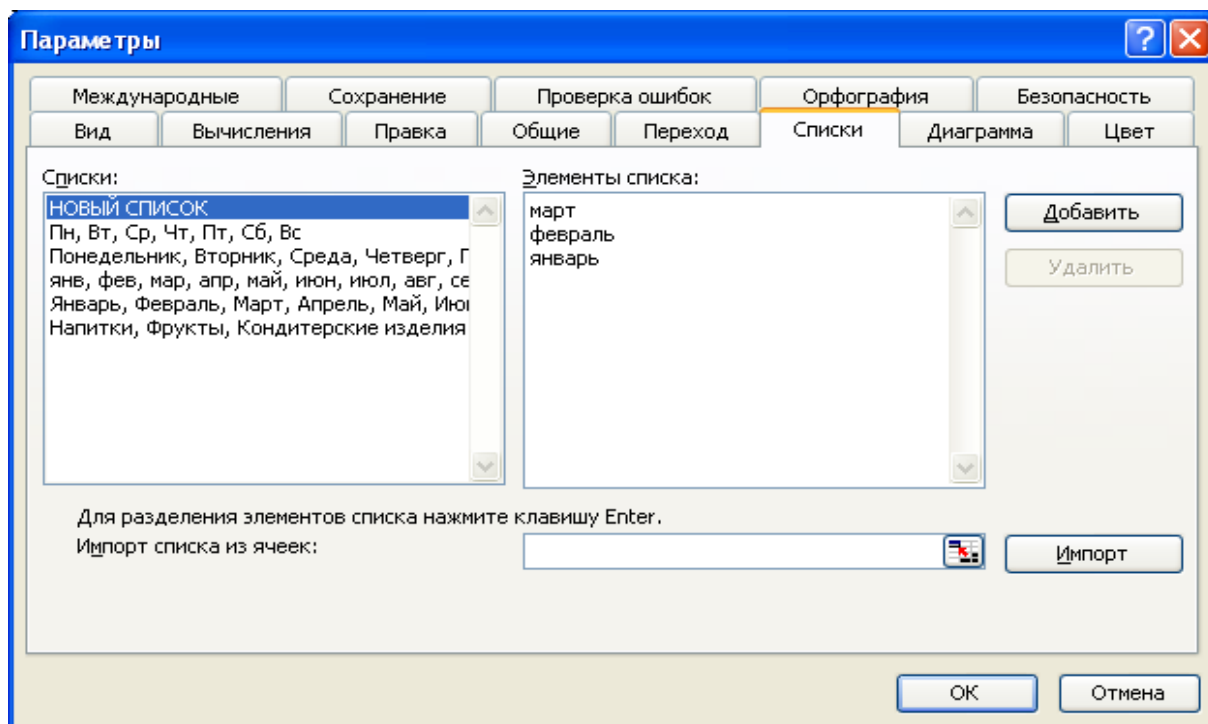 Параметры
Международные Сохранение Проверка ошибок Орфография Безопасность
Вид Вычисления Правка Общие Переход Списки Диаграмма Цвет
Списки: Элементы списка:
НОВЫЙ СПИСОК
Пн, Вт, Ср, Чт, Пт, Сб, Вс
Понедельник, Вторник, Среда, Четверг, П
янв, фев, мар, апр, май, июн, июл, авг, се
Январь, Февраль, Март, Апрель, Май, Июн
Напитки, Фрукты, Кондитерские изделия
март
февраль
январь
Добавить
Удалить
Для разделения элементов списка нажмите клавишу Enter.
Импорт списка из ячеек: Импорт
ОК Отмена